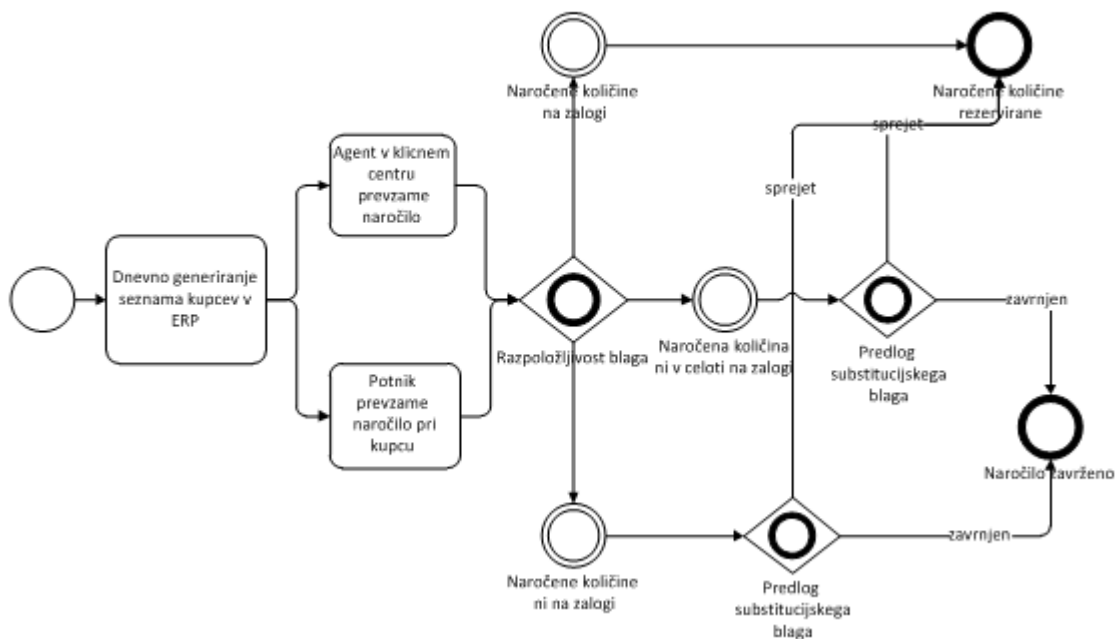 Naročene količine
na zalogi
Naročene količine
rezervirane
sprejet
Agent v klicnem
centru
prevzame
naročilo
sprejet
Dnevno generiranje
seznama kupcev v
ERP
zavrnjen
Razpoložljivost blaga
Naročena količina
ni v celoti na zalogi
Predlog
substitucijskega
blaga
Potnik
prevzame
naročilo pri
kupcu
Naročilo zavrženo
zavrnjen
Naročene količine
ni na zalogi
Predlog
substitucijskega
blaga